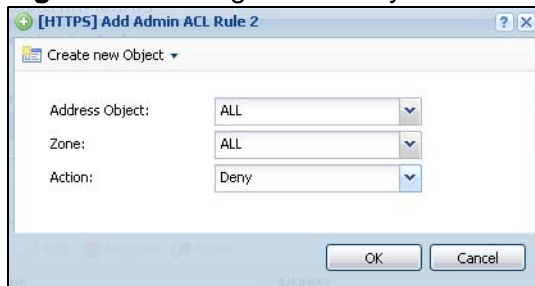 [HTTPS] Add Admin ACL Rule 2
Create new Object
Address Object: ALL
Zone: ALL
Action: Deny
OK Cancel